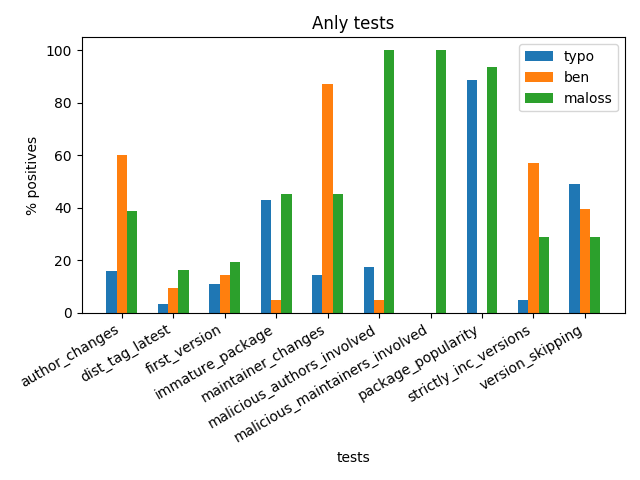 Anly tests
% positives
100
80
60
40
20
0
typo
ben
maloss
author_changes
dist_tag_latest
first_version
immature_package
maintainer_changes
malicious_authors_involved
malicious_maintainers_involved
package_popularity
strictly_inc_versions
version_skipping
tests